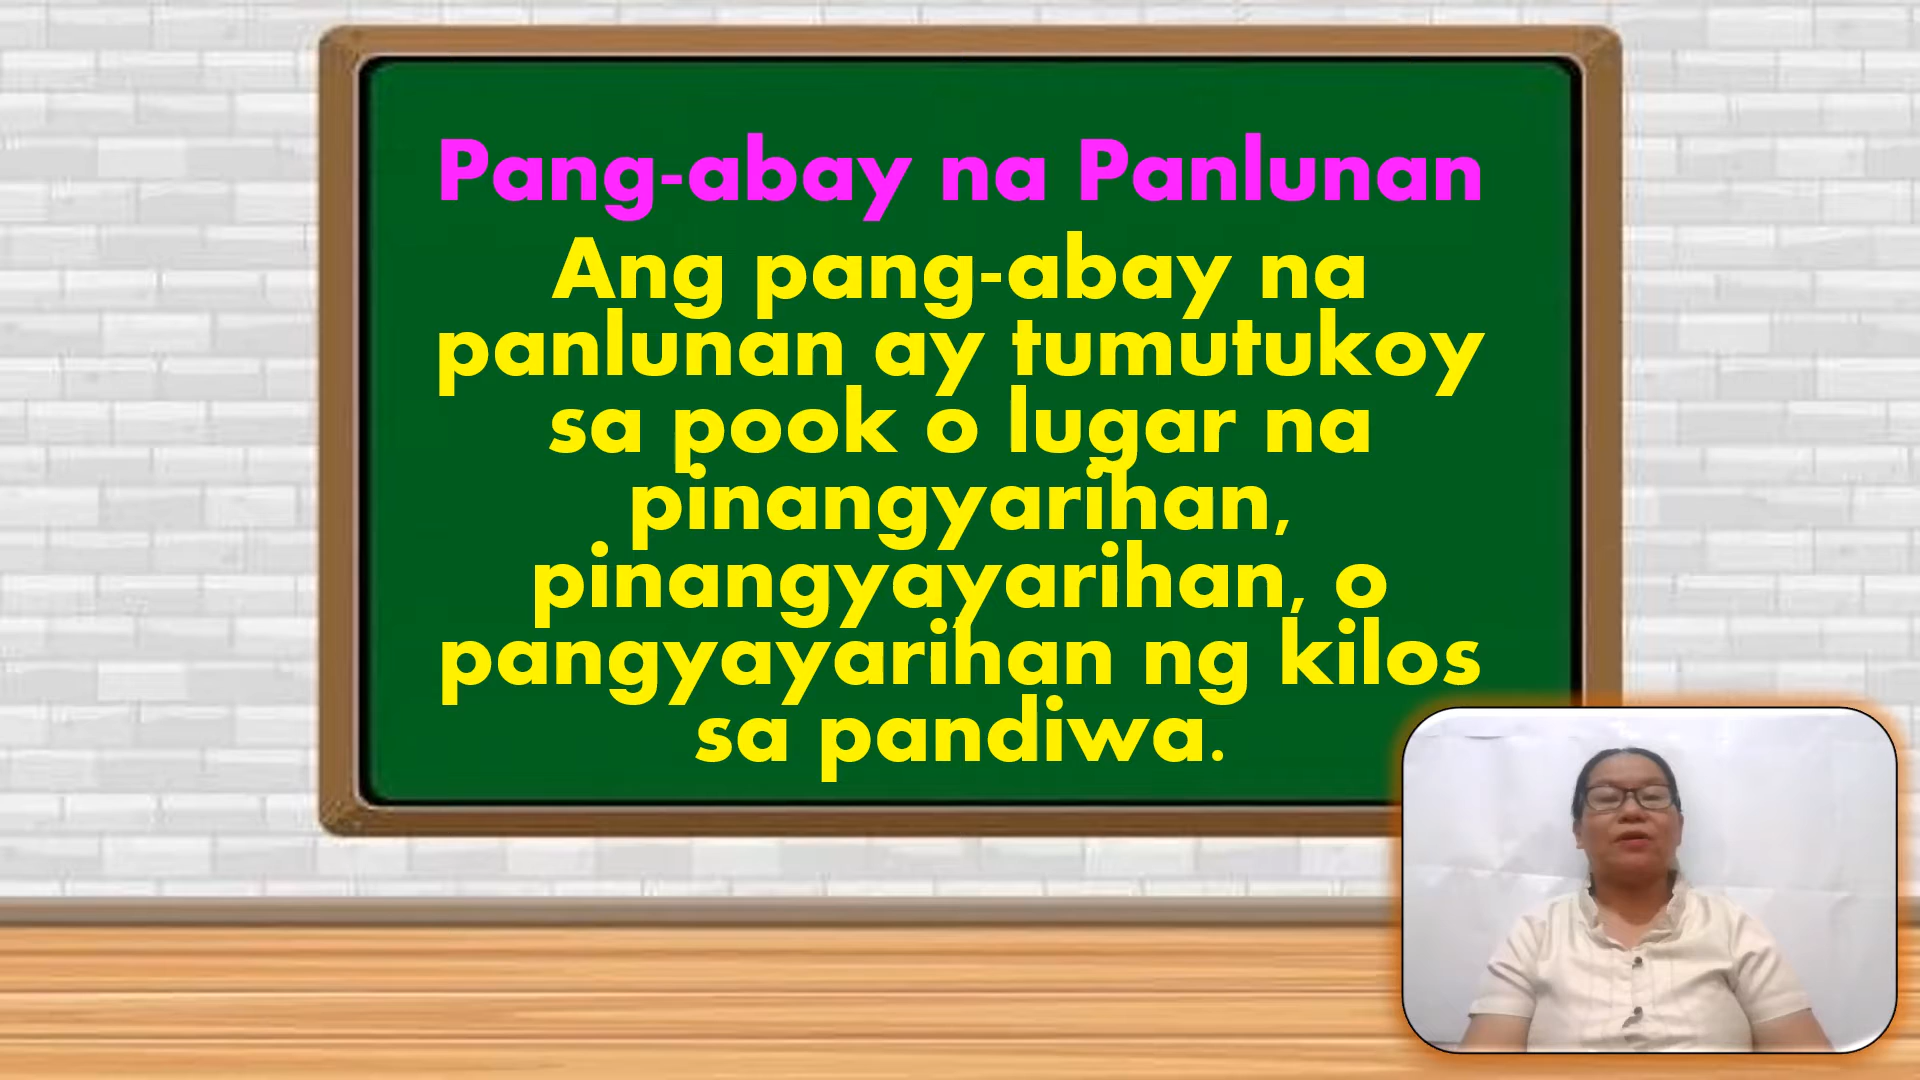 Pang-abay na Panlunan
Ang pang-abay na
panlunan ay tumutukoy
sa pook o lugar na
pinangyarihan,
pinangyayarihan, o
pangyayarihan ng kilos
sa pandiwa.